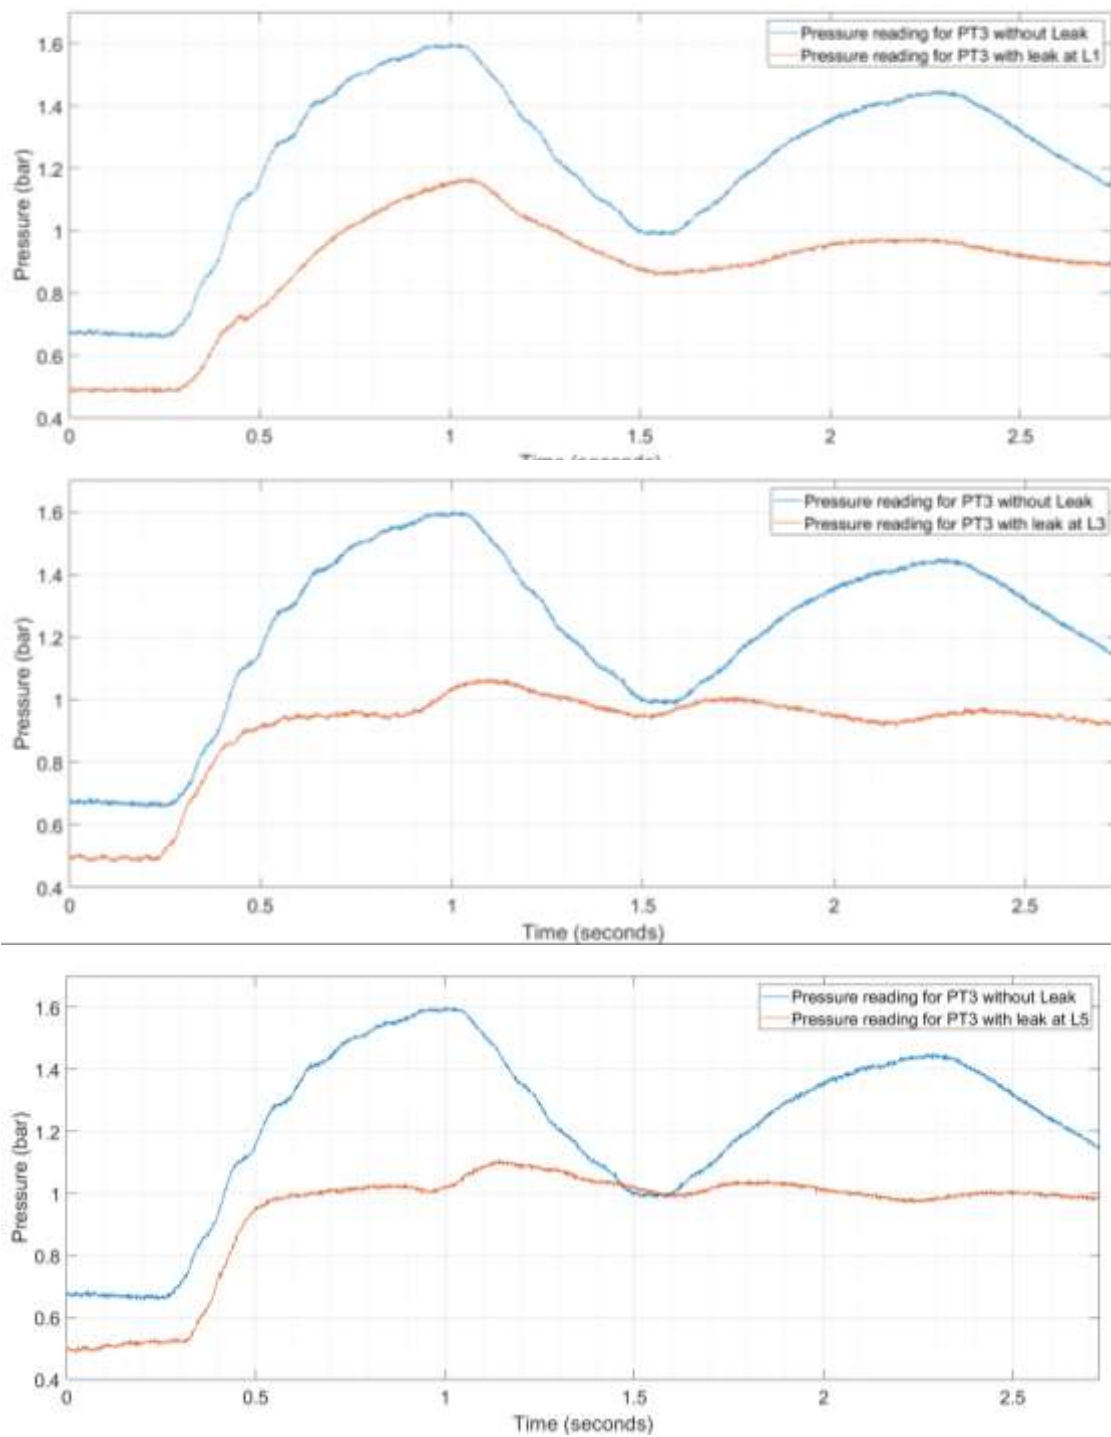 Pressure reading for PT3 without Leak
Pressure reading for PT3 with leak at L1
Pressure (bar)
1.6
1.4
1.2
1
0.8
0.6
0.4
0 0.5 1 1.5 2 2.5
Time (seconds)
Pressure reading for PT3 without Leak
Pressure reading for PT3 with leak at L3
Pressure (bar)
1.6
1.4
1.2
1
0.8
0.6
0.4
0 0.5 1 1.5 2 2.5
Time (seconds)
Pressure reading for PT3 without Leak
Pressure reading for PT3 with leak at L5
Pressure (bar)
1.6
1.4
1.2
1
0.8
0.6
0.4
0 0.5 1 1.5 2 2.5
Time (seconds)